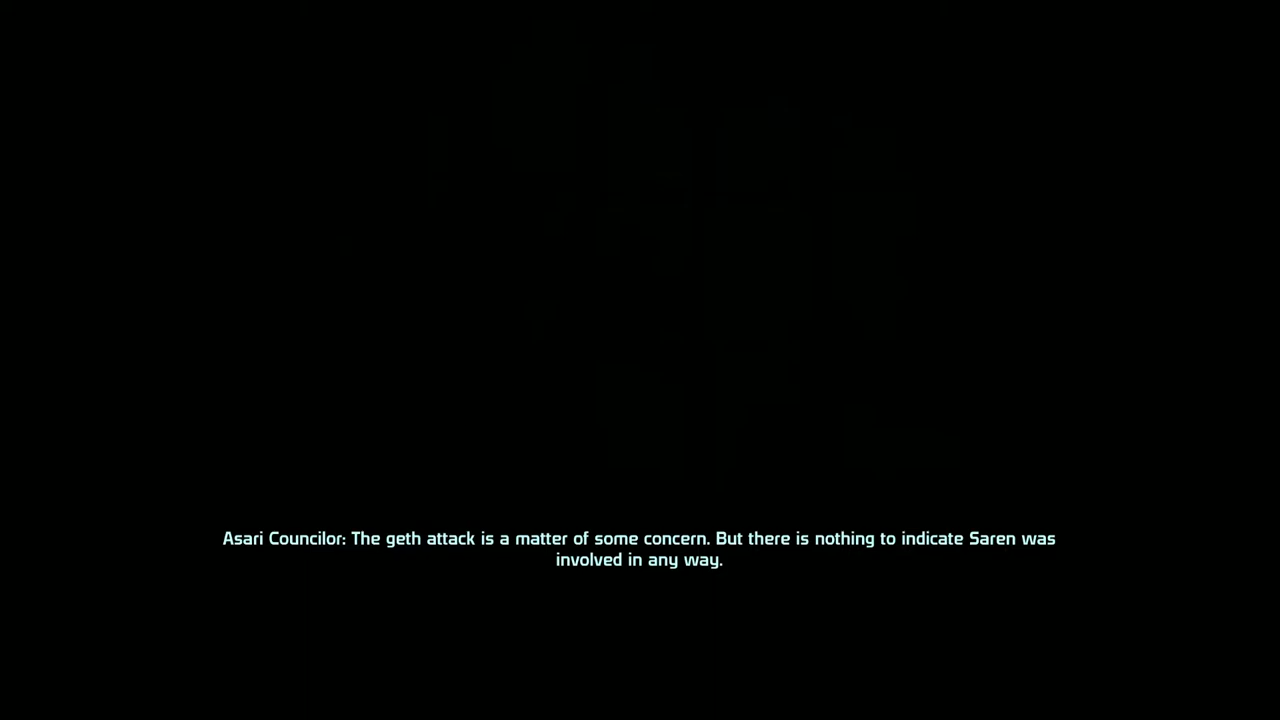 Asari Councilor: The geth attack is a matter of some concern. But there is nothing to indicate Saren was
involved in any way.